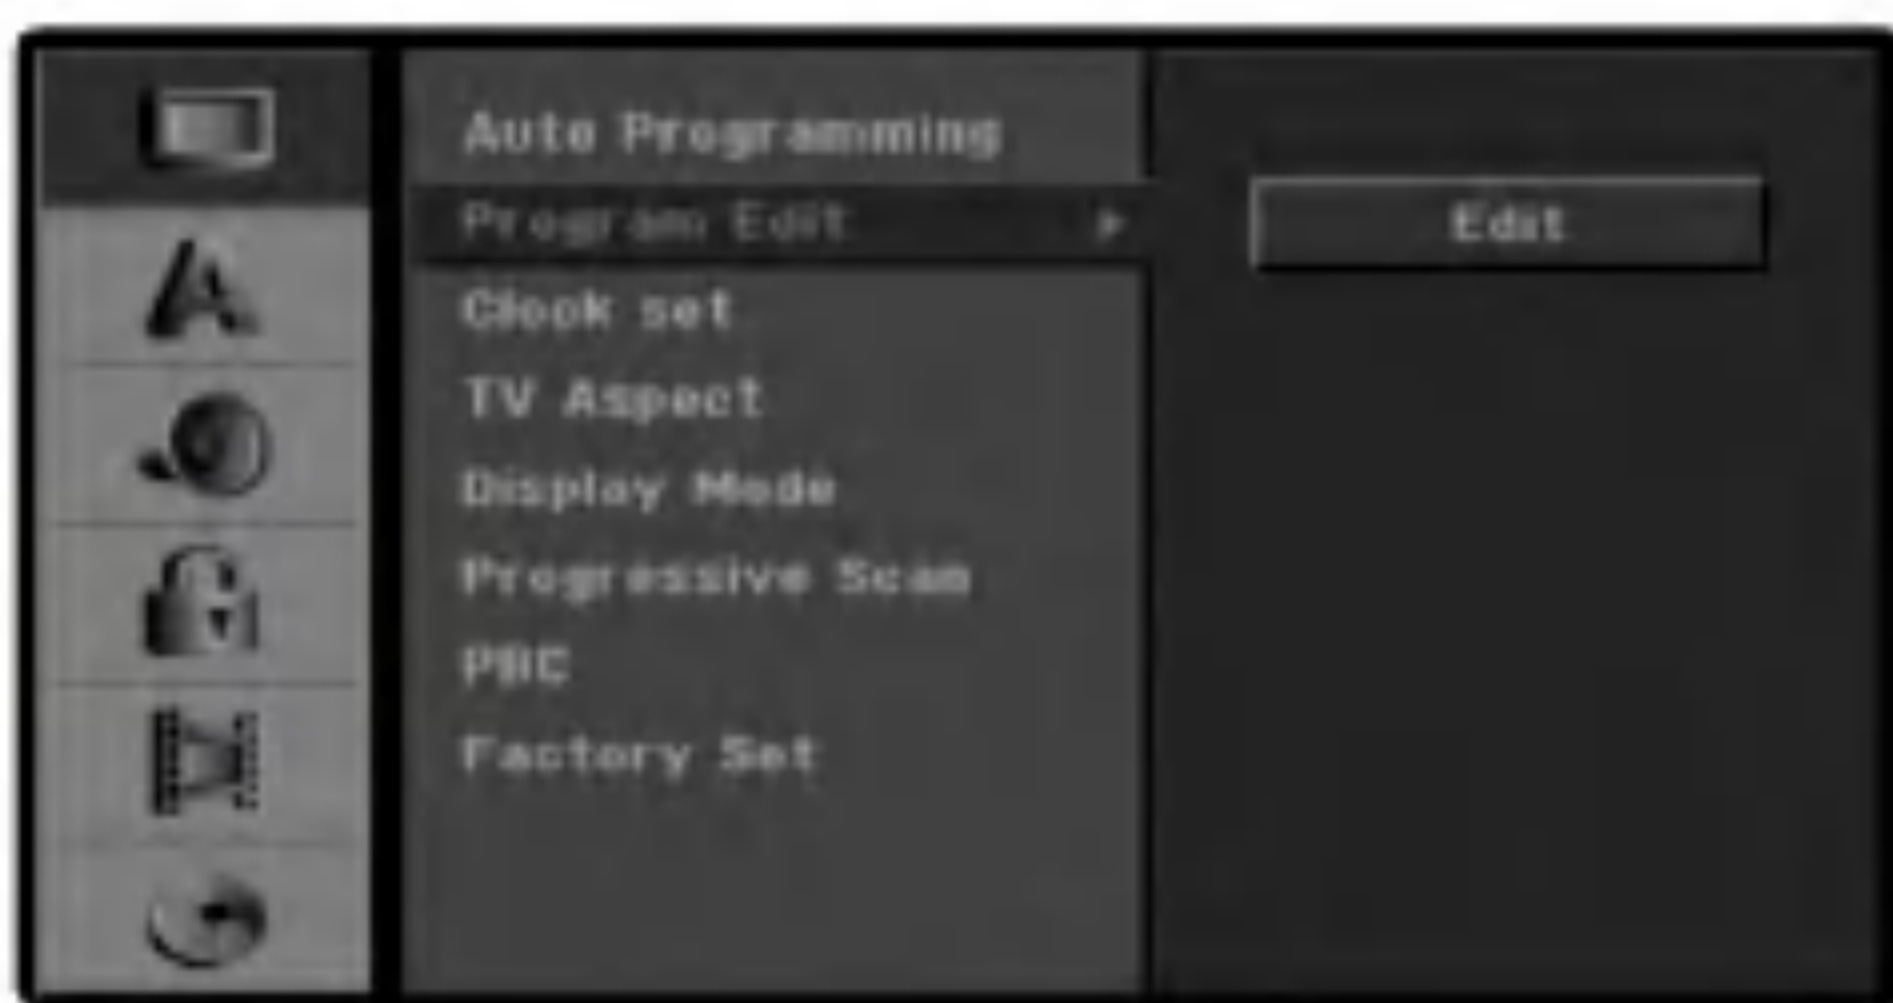 Auto Programming
Program Edit
Edit
Clock set
TV Aspect
Display Mode
Progressive Scan
PBC
Factory Set